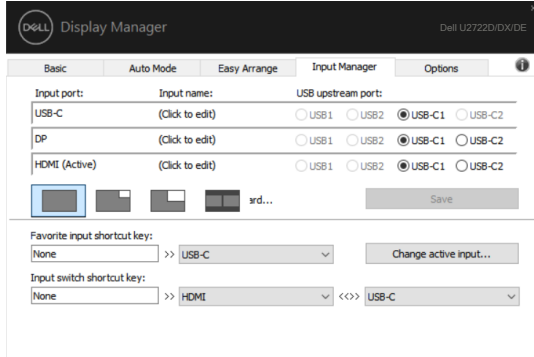 DELL Display Manager Dell U2722D/DX/DE
Basic Auto Mode Easy Arrange Input Manager Options
Input port: Input name: USB upstream port:
USB-C (Click to edit) USB1 USB2 USB-C1 USB-C2
DP (Click to edit) USB1 USB2 USB-C1 USB-C2
HDMI (Active) (Click to edit) USB1 USB2 USB-C1 USB-C2
ard... Save
Favorite input shortcut key:
None >> USB-C Change active input...
Input switch shortcut key:
None >> HDMI <<>> USB-C